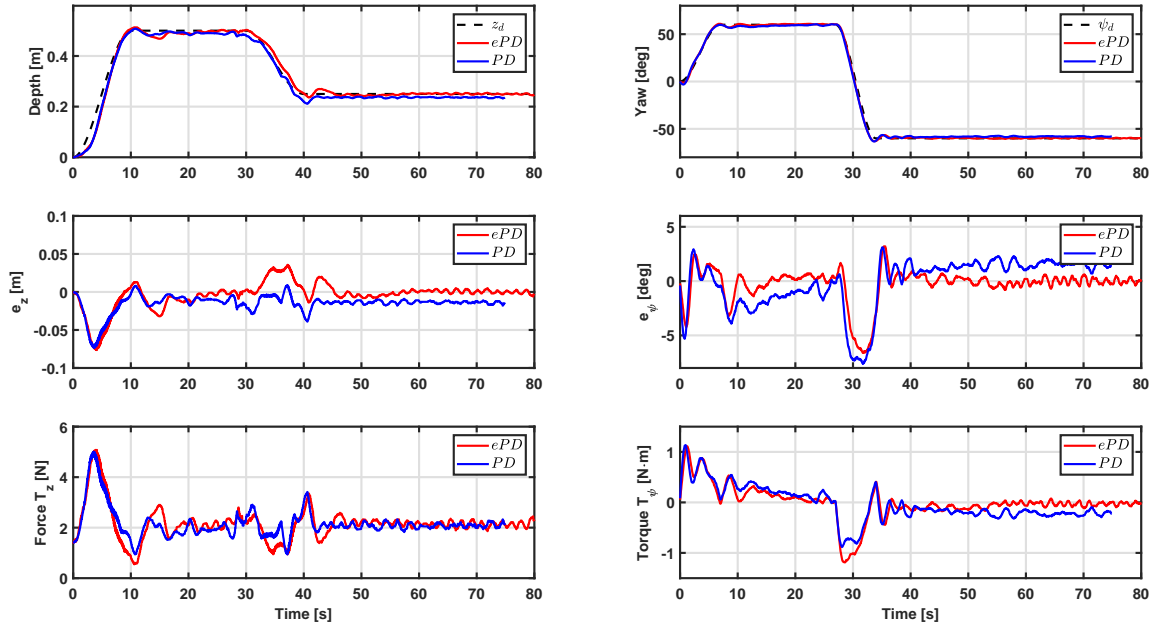 Depth [m]
0.4
0.2
0
0 10 20 30 40 50 60 70 80
z_d
ePD
PD
Yaw [deg]
50
0
-50
0 10 20 30 40 50 60 70 80
ψ_d
ePD
PD
e_z [m]
0.1
0.05
0
-0.05
-0.1
0 10 20 30 40 50 60 70 80
ePD
PD
e_ψ [deg]
5
0
-5
0 10 20 30 40 50 60 70 80
ePD
PD
Force T_z [N]
6
4
2
0
0 10 20 30 40 50 60 70 80
Time [s]
ePD
PD
Torque T_ψ [N·m]
1
0
-1
0 10 20 30 40 50 60 70 80
Time [s]
ePD
PD